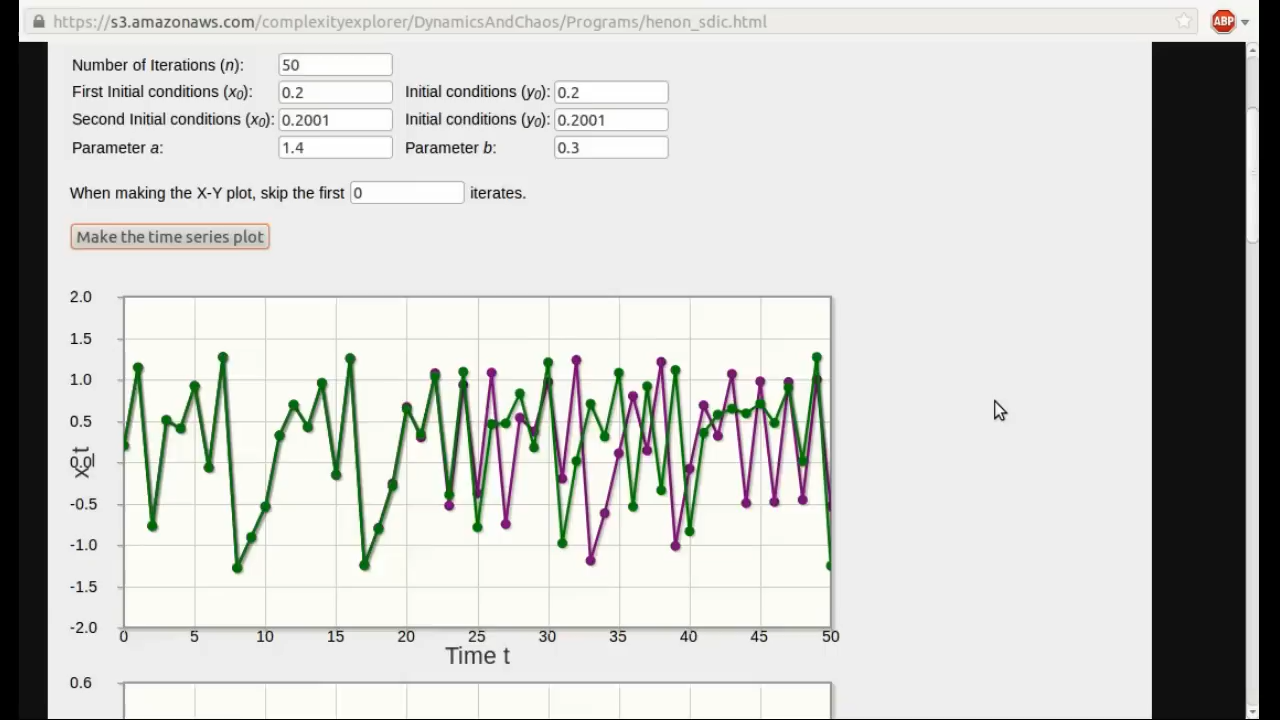 https://s3.amazonaws.com/complexityexplorer/DynamicsAndChaos/Programs/henon_sdic.html
ABP
Number of Iterations (n): 50
First Initial conditions (x0): 0.2 Initial conditions (y0): 0.2
Second Initial conditions (x0): 0.2001 Initial conditions (y0): 0.2001
Parameter a: 1.4 Parameter b: 0.3
When making the X-Y plot, skip the first 0 iterates.
Make the time series plot
2.0
1.5
1.0
0.5
0.0
-0.5
-1.0
-1.5
-2.0
x_t
0 5 10 15 20 25 30 35 40 45 50
Time t
0.6